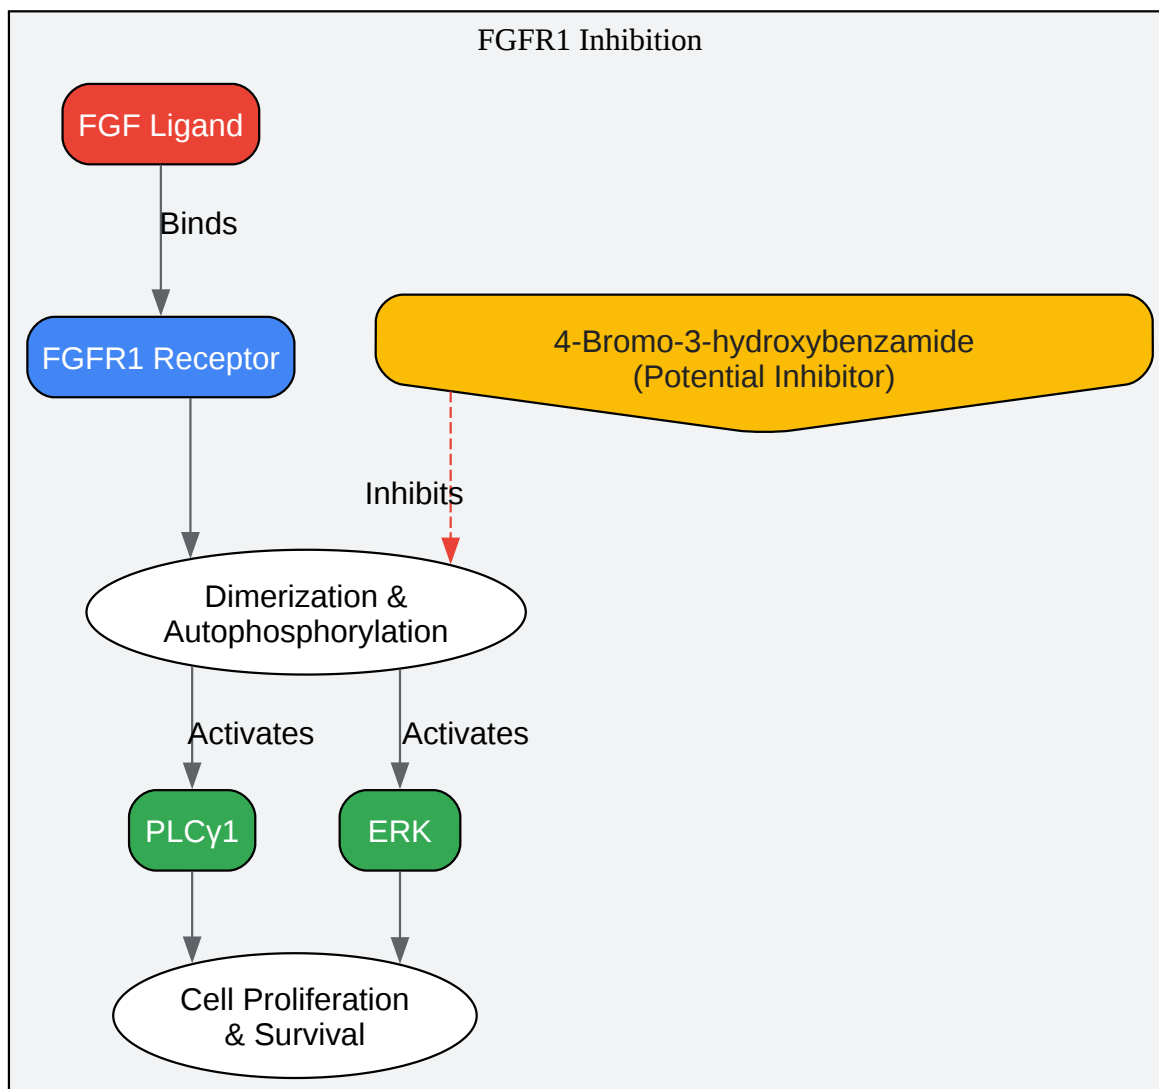 FGFR1 Inhibition
FGF Ligand
Binds
FGFR1 Receptor
4-Bromo-3-hydroxybenzamide
(Potential Inhibitor)
Inhibits
Dimerization &
Autophosphorylation
Activates
Activates
PLCγ1
ERK
Cell Proliferation
& Survival